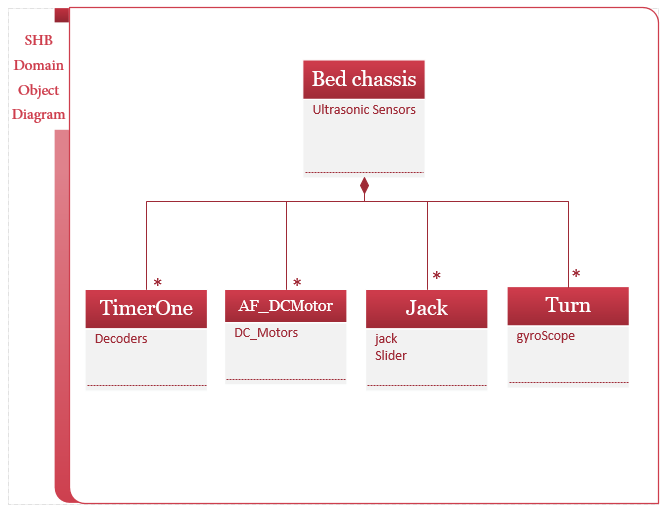 SHB
Domain
Object
Diagram
Bed chassis
Ultrasonic Sensors
* * * *
TimerOne AF_DCMotor Jack Turn
Decoders DC_Motors jack gyroScope
Slider